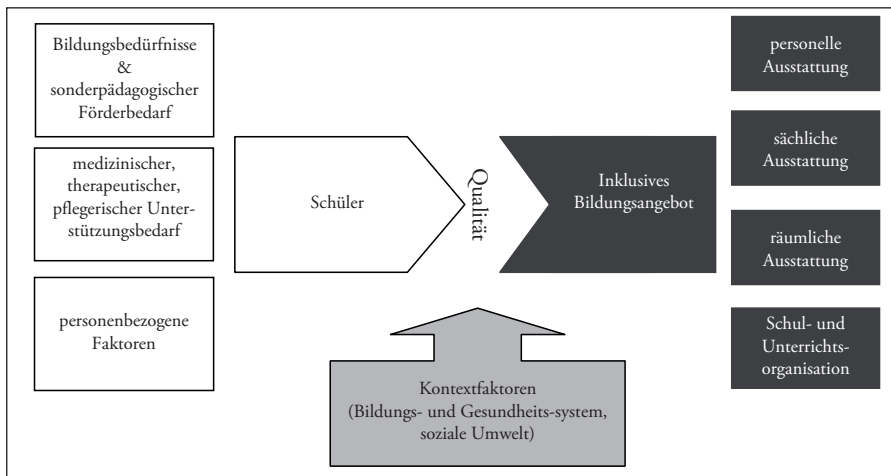 Bildungsbedürfnisse
&
sonderpädagogischer
Förderbedarf
medizinischer,
therapeutischer,
pflegerischer Unter-
stützungsbedarf
personenbezogene
Faktoren
Schüler
Qualität
Inklusives
Bildungsangebot
personelle
Ausstattung
sächliche
Ausstattung
räumliche
Ausstattung
Schul- und
Unterrichts-
organisation
Kontextfaktoren
(Bildungs- und Gesundheits-system,
soziale Umwelt)